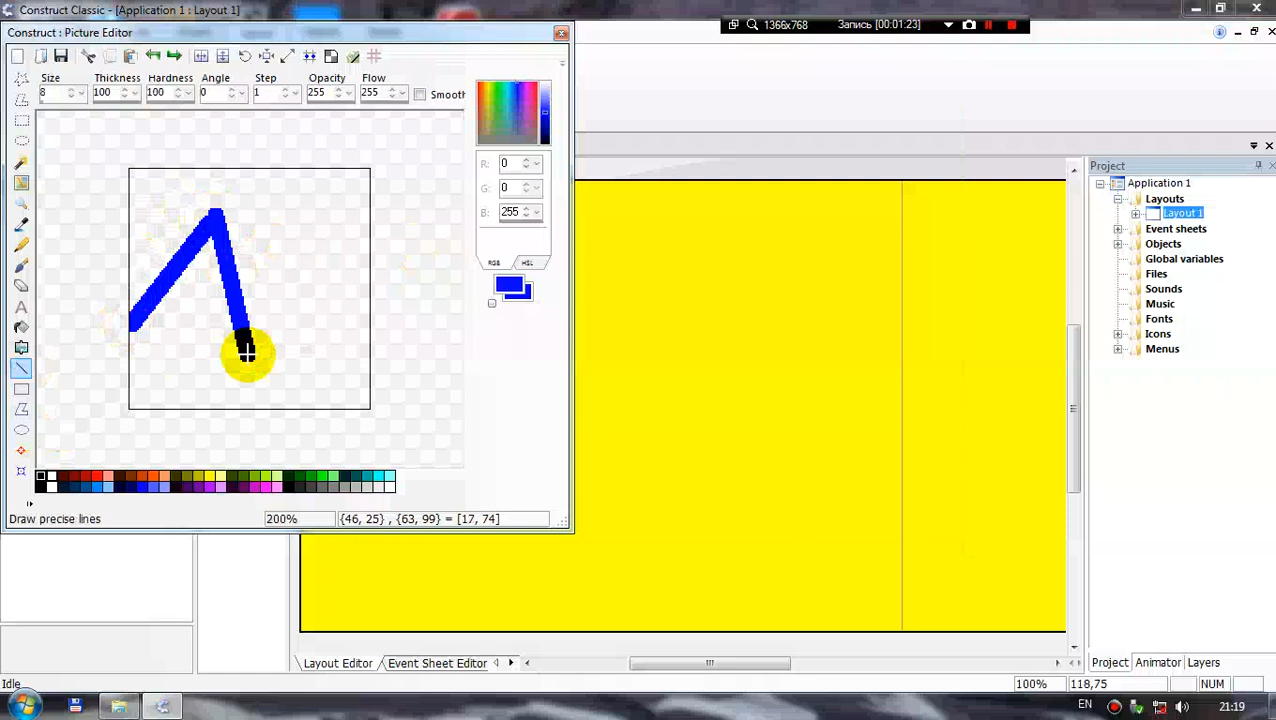 Construct Classic - [Application 1 : Layout 1]
1366x768
Запись [00:01:23]
Construct : Picture Editor
Size
Thickness
Hardness
Angle
Step
Opacity
Flow
8
100
100
0
1
255
255
Smooth
R:
0
G:
0
B:
255
RGB
HSL
Project
Application 1
Layouts
Layout 1
Event sheets
Objects
Global variables
Files
Sounds
Music
Fonts
Icons
Menus
Draw precise lines
200%
{46, 25} , {63, 99} = [17, 74]
Layout Editor
Event Sheet Editor
Project
Animator
Layers
Idle
100%
118,75
NUM
EN
21:19